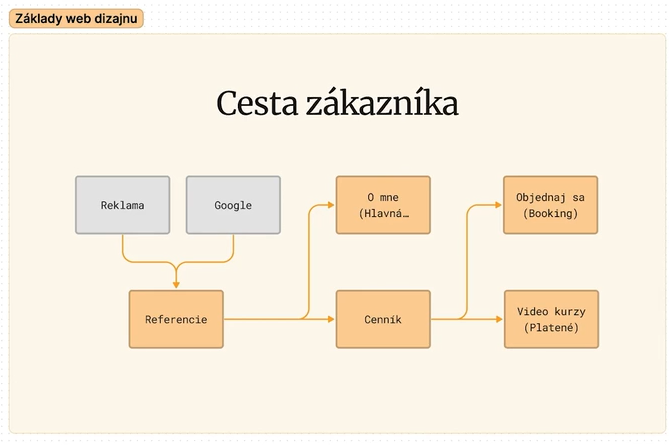 Základy web dizajnu
Cesta zákazníka
Reklama
Google
O mne
(Hlavná…
Objednaj sa
(Booking)
Referencie
Cenník
Video kurzy
(Platené)